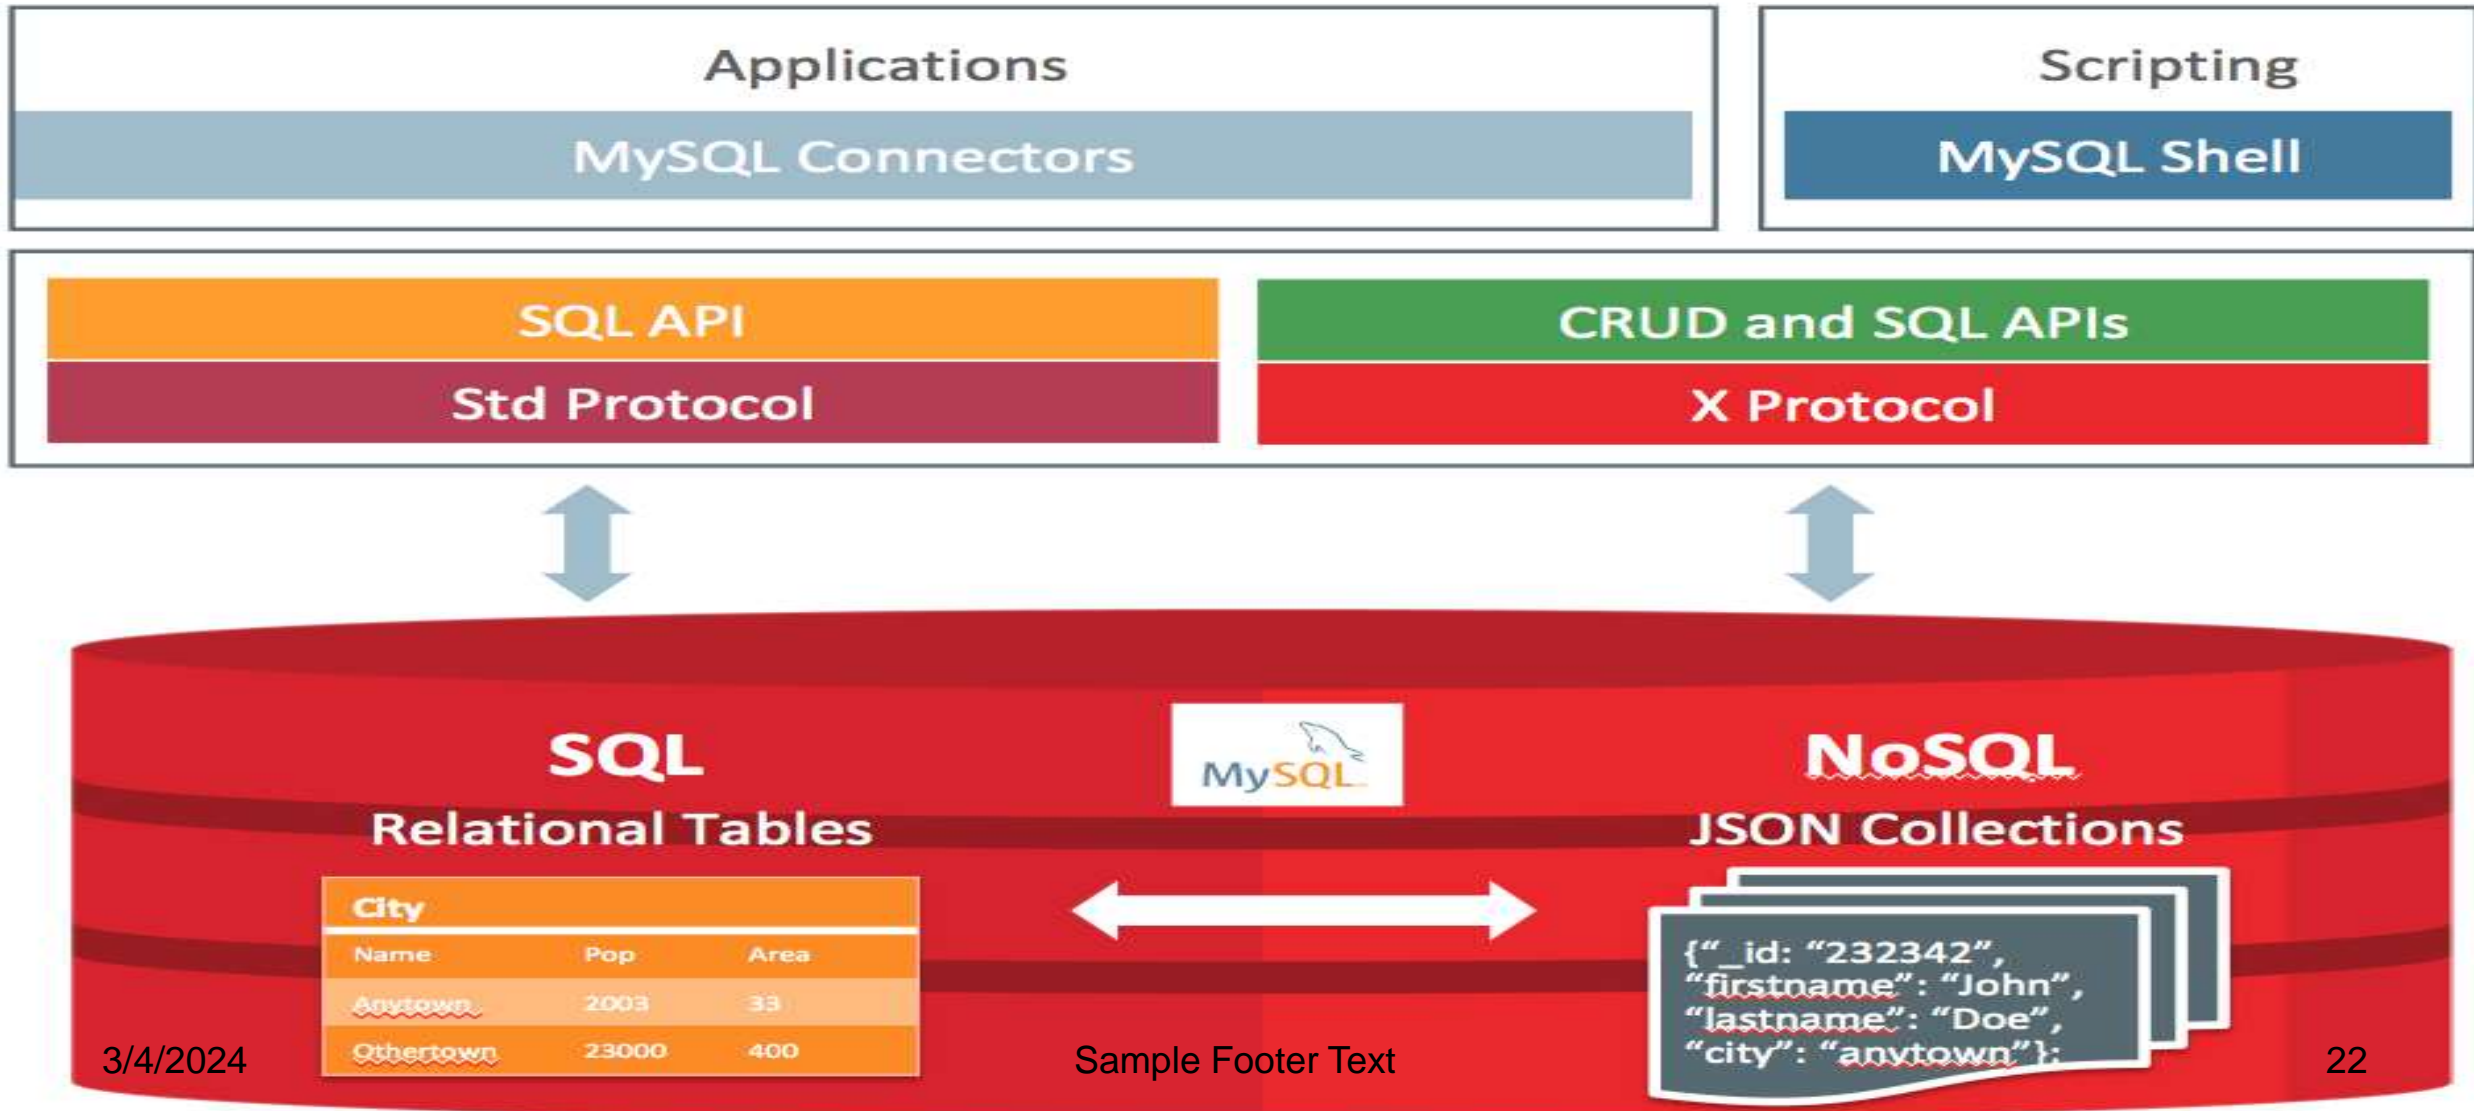 Applications
MySQL Connectors
Scripting
MySQL Shell
SQL API
Std Protocol
CRUD and SQL APIs
X Protocol
SQL
Relational Tables
MySQL
NoSQL
JSON Collections
City
Name Pop Area
Anytown 2003 33
Othertown 23000 400
{“_id: “232342”,
“firstname”: “John”,
“lastname”: “Doe”,
“city”: “anytown”};
3/4/2024
Sample Footer Text
22